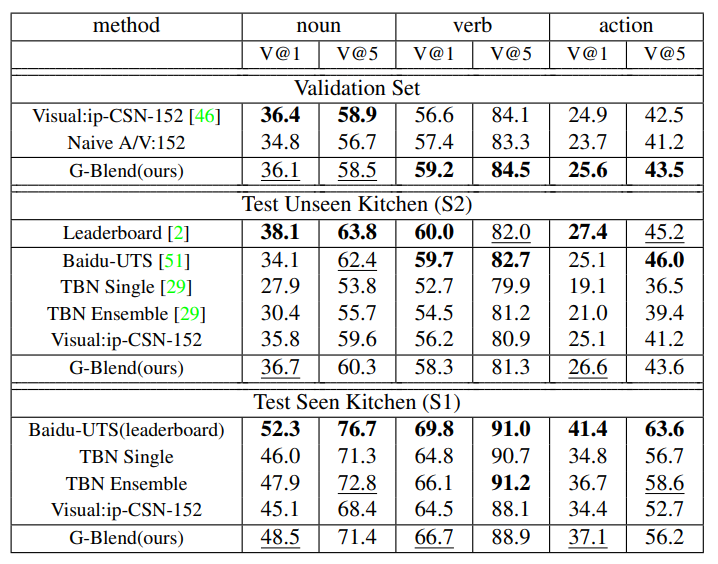 method noun verb action
V@1 V@5 V@1 V@5 V@1 V@5
Validation Set
Visual:ip-CSN-152 [46] 36.4 58.9 56.6 84.1 24.9 42.5
Naive A/V:152 34.8 56.7 57.4 83.3 23.7 41.2
G-Blend(ours) 36.1 58.5 59.2 84.5 25.6 43.5
Test Unseen Kitchen (S2)
Leaderboard [2] 38.1 63.8 60.0 82.0 27.4 45.2
Baidu-UTS [51] 34.1 62.4 59.7 82.7 25.1 46.0
TBN Single [29] 27.9 53.8 52.7 79.9 19.1 36.5
TBN Ensemble [29] 30.4 55.7 54.5 81.2 21.0 39.4
Visual:ip-CSN-152 35.8 59.6 56.2 80.9 25.1 41.2
G-Blend(ours) 36.7 60.3 58.3 81.3 26.6 43.6
Test Seen Kitchen (S1)
Baidu-UTS(leaderboard) 52.3 76.7 69.8 91.0 41.4 63.6
TBN Single 46.0 71.3 64.8 90.7 34.8 56.7
TBN Ensemble 47.9 72.8 66.1 91.2 36.7 58.6
Visual:ip-CSN-152 45.1 68.4 64.5 88.1 34.4 52.7
G-Blend(ours) 48.5 71.4 66.7 88.9 37.1 56.2